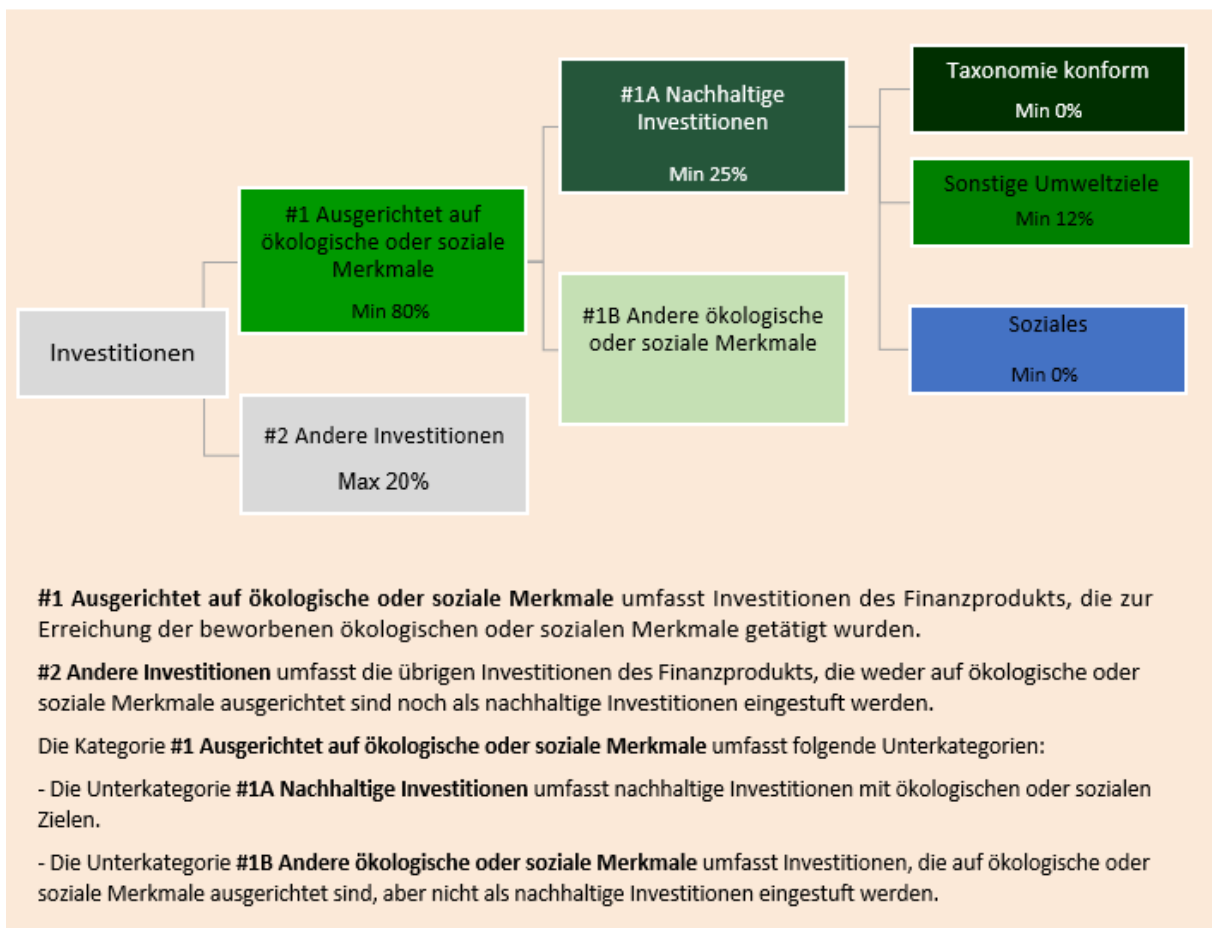 Taxonomie konform
Min 0%
#1A Nachhaltige
Investitionen
Min 25%
Sonstige Umweltziele
Min 12%
#1 Ausgerichtet auf
ökologische oder soziale
Merkmale
Min 80%
#1B Andere ökologische
oder soziale Merkmale
Soziales
Min 0%
Investitionen
#2 Andere Investitionen
Max 20%
#1 Ausgerichtet auf ökologische oder soziale Merkmale umfasst Investitionen des Finanzprodukts, die zur
Erreichung der beworbenen ökologischen oder sozialen Merkmale getätigt wurden.
#2 Andere Investitionen umfasst die übrigen Investitionen des Finanzprodukts, die weder auf ökologische oder
soziale Merkmale ausgerichtet sind noch als nachhaltige Investitionen eingestuft werden.
Die Kategorie #1 Ausgerichtet auf ökologische oder soziale Merkmale umfasst folgende Unterkategorien:
- Die Unterkategorie #1A Nachhaltige Investitionen umfasst nachhaltige Investitionen mit ökologischen oder sozialen
Zielen.
- Die Unterkategorie #1B Andere ökologische oder soziale Merkmale umfasst Investitionen, die auf ökologische oder
soziale Merkmale ausgerichtet sind, aber nicht als nachhaltige Investitionen eingestuft werden.